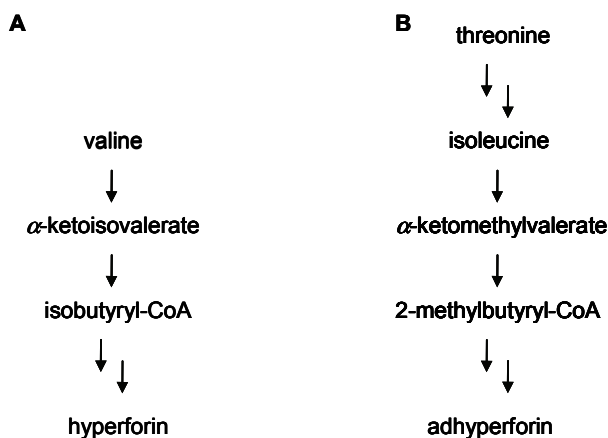 A
valine
α-ketoisovalerate
isobutyryl-CoA
hyperforin
B
threonine
isoleucine
α-ketomethylvalerate
2-methylbutyryl-CoA
adhyperforin